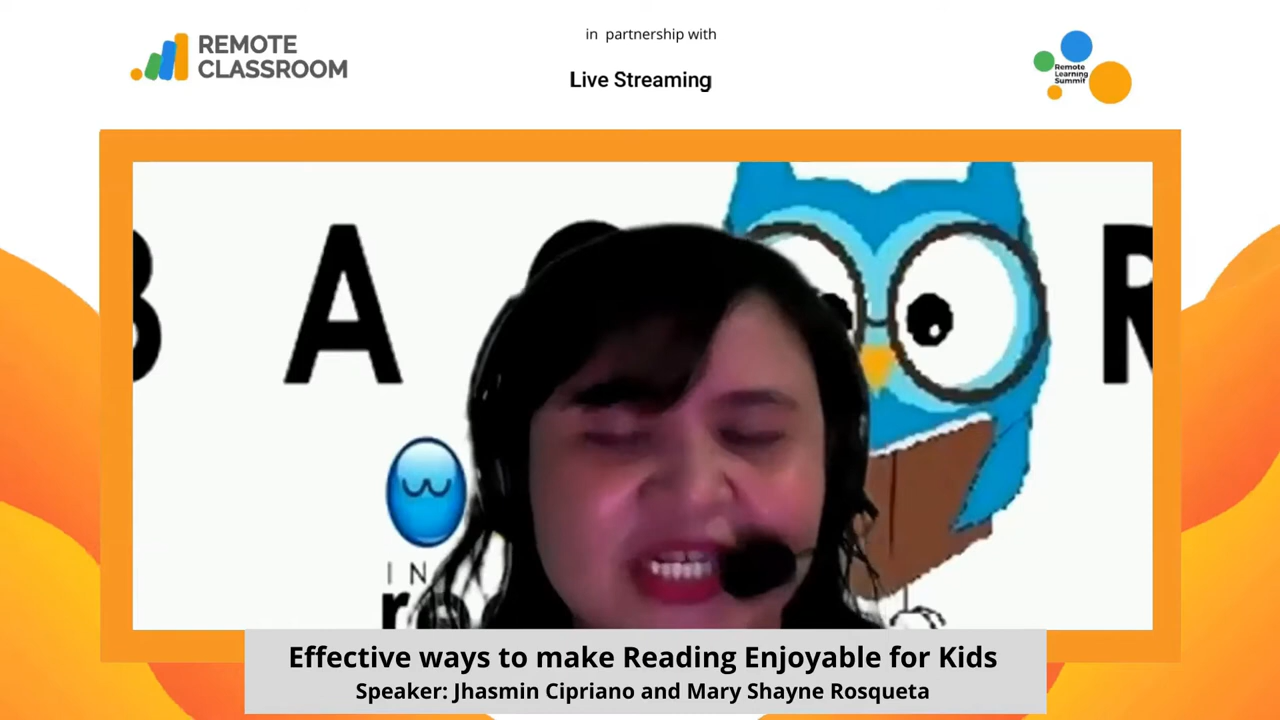 REMOTE
CLASSROOM
in partnership with
Live Streaming
Remote
Learning
Summit
B A R
IN
Effective ways to make Reading Enjoyable for Kids
Speaker: Jhasmin Cipriano and Mary Shayne Rosqueta